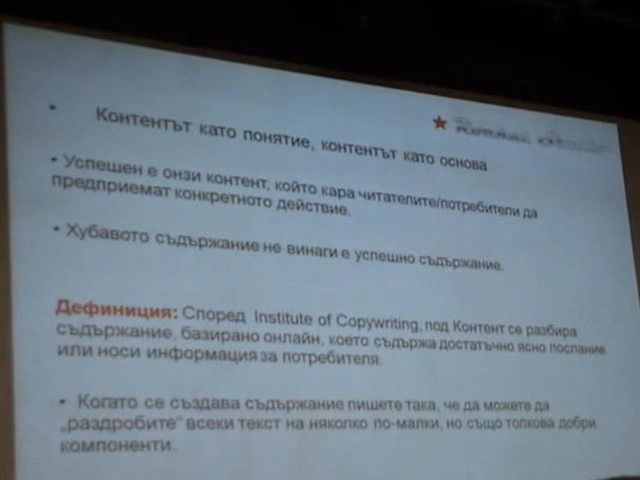 • Контентът като понятие, контентът като основа
• Успешен е онзи контент, който кара читателите/потребители да
предприемат конкретното действие.
• Хубавото съдържание не винаги е успешно съдържание.
Дефиниция: Според Institute of Copywriting, под Контент се разбира
съдържание, базирано онлайн, което съдържа достатъчно ясно послание
или носи информация за потребителя.
• Когато се създава съдържание пишете така, че да можете да
„раздробите“ всеки текст на няколко по-малки, но също толкова добри
компоненти.